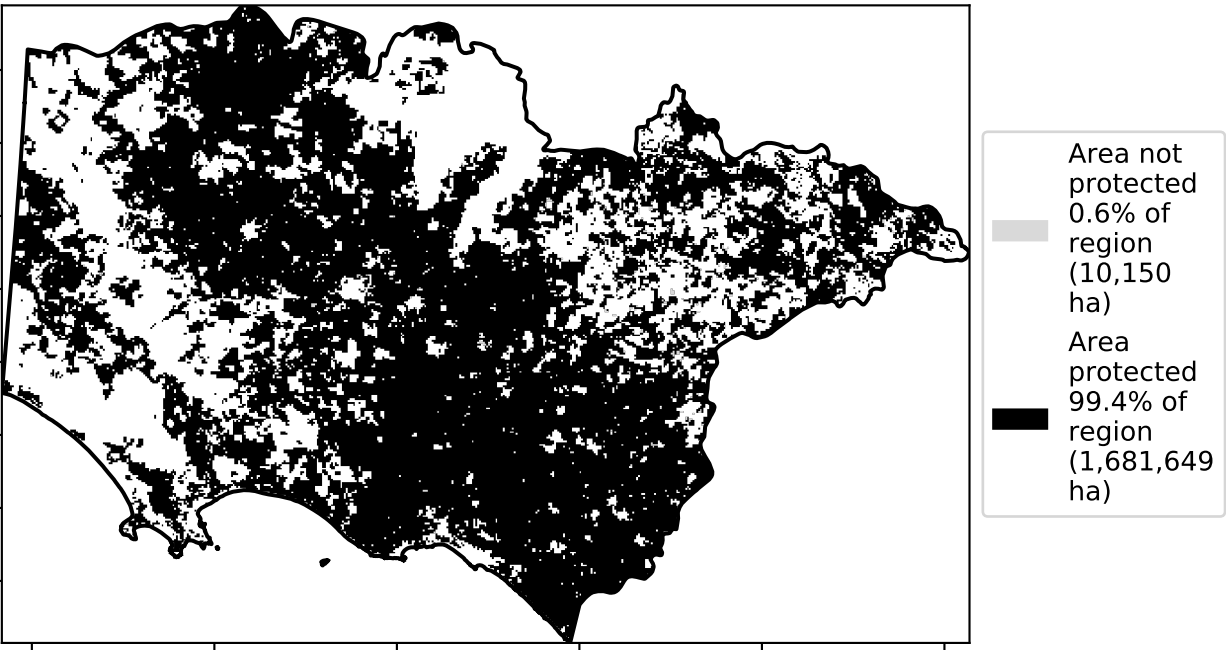 Area not
protected
0.6% of
region
(10,150
ha)
Area
protected
99.4% of
region
(1,681,649
ha)